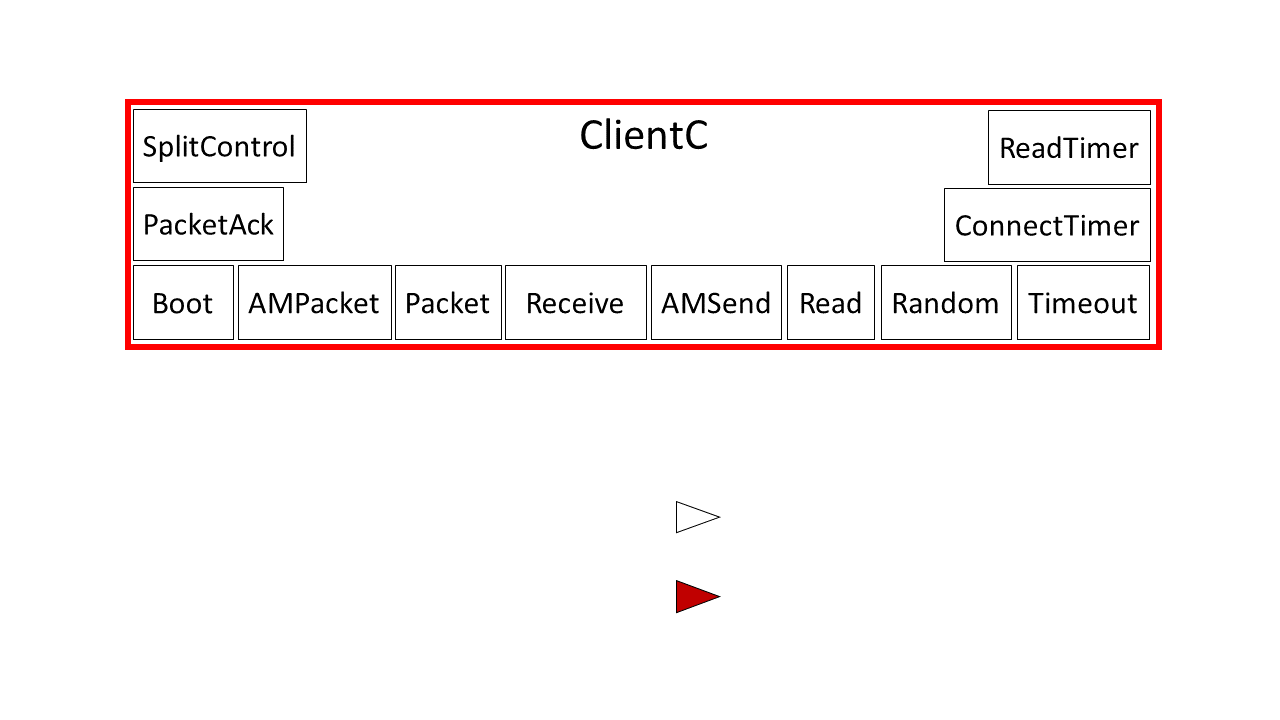 ClientC
SplitControl
ReadTimer
PacketAck
ConnectTimer
Boot
AMPacket
Packet
Receive
AMSend
Read
Random
Timeout